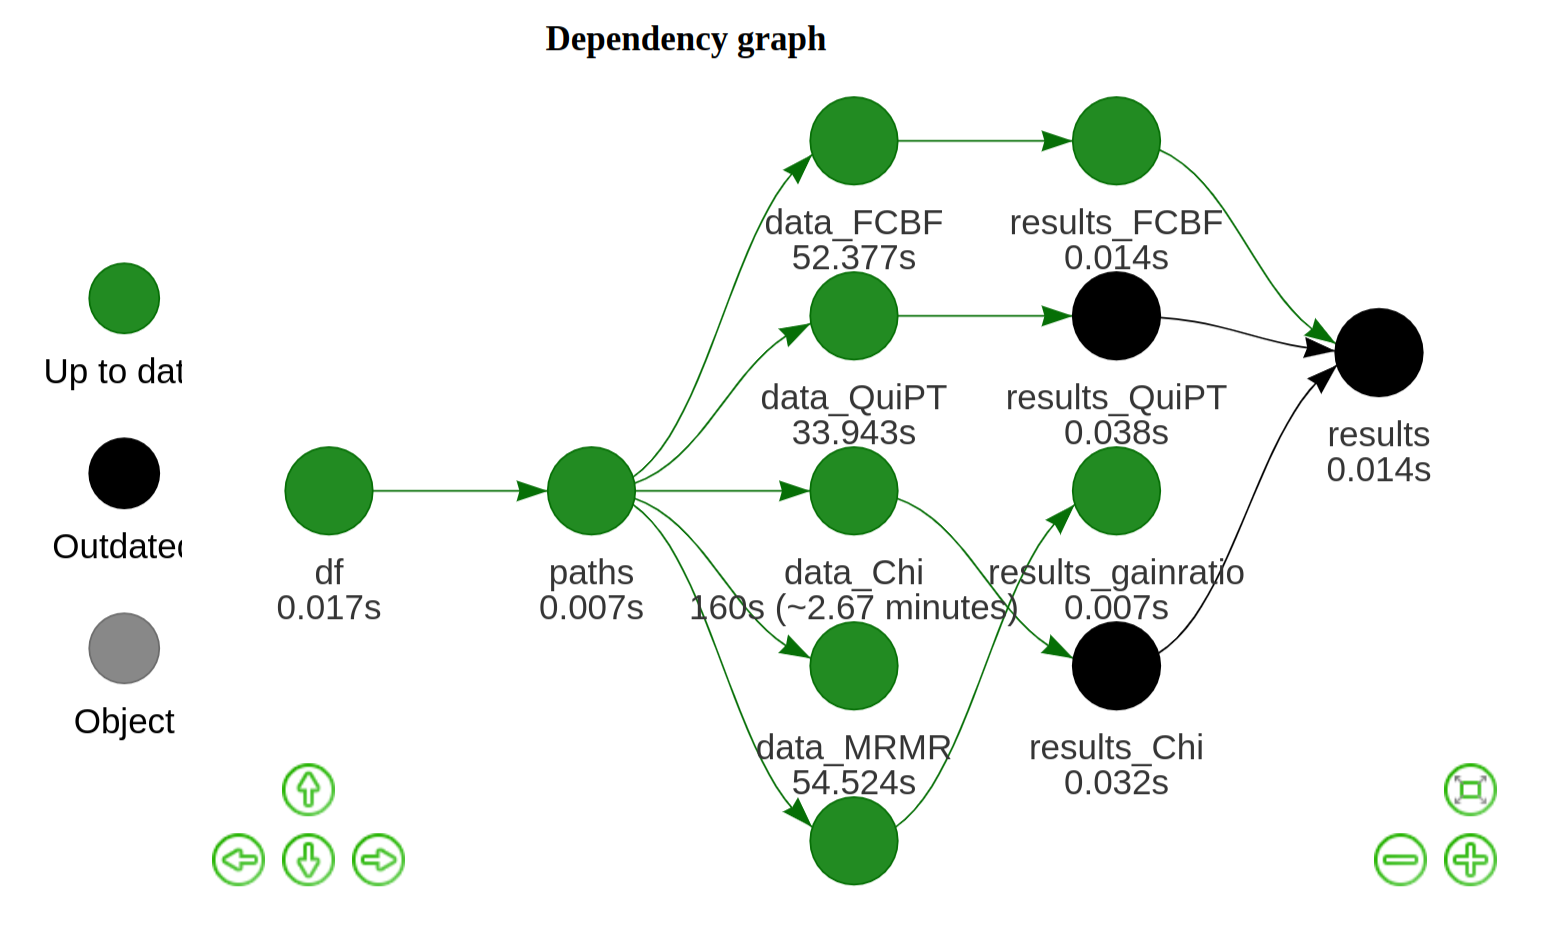 Dependency graph
Up to dat
Outdated
Object
df
0.017s
paths
0.007s
data_FCBF
52.377s
data_QuiPT
33.943s
data_Chi
160s (~2.67 minutes)
data_MRMR
54.524s
results_FCBF
0.014s
results_QuiPT
0.038s
results_gainratio
0.007s
results_Chi
0.032s
results
0.014s